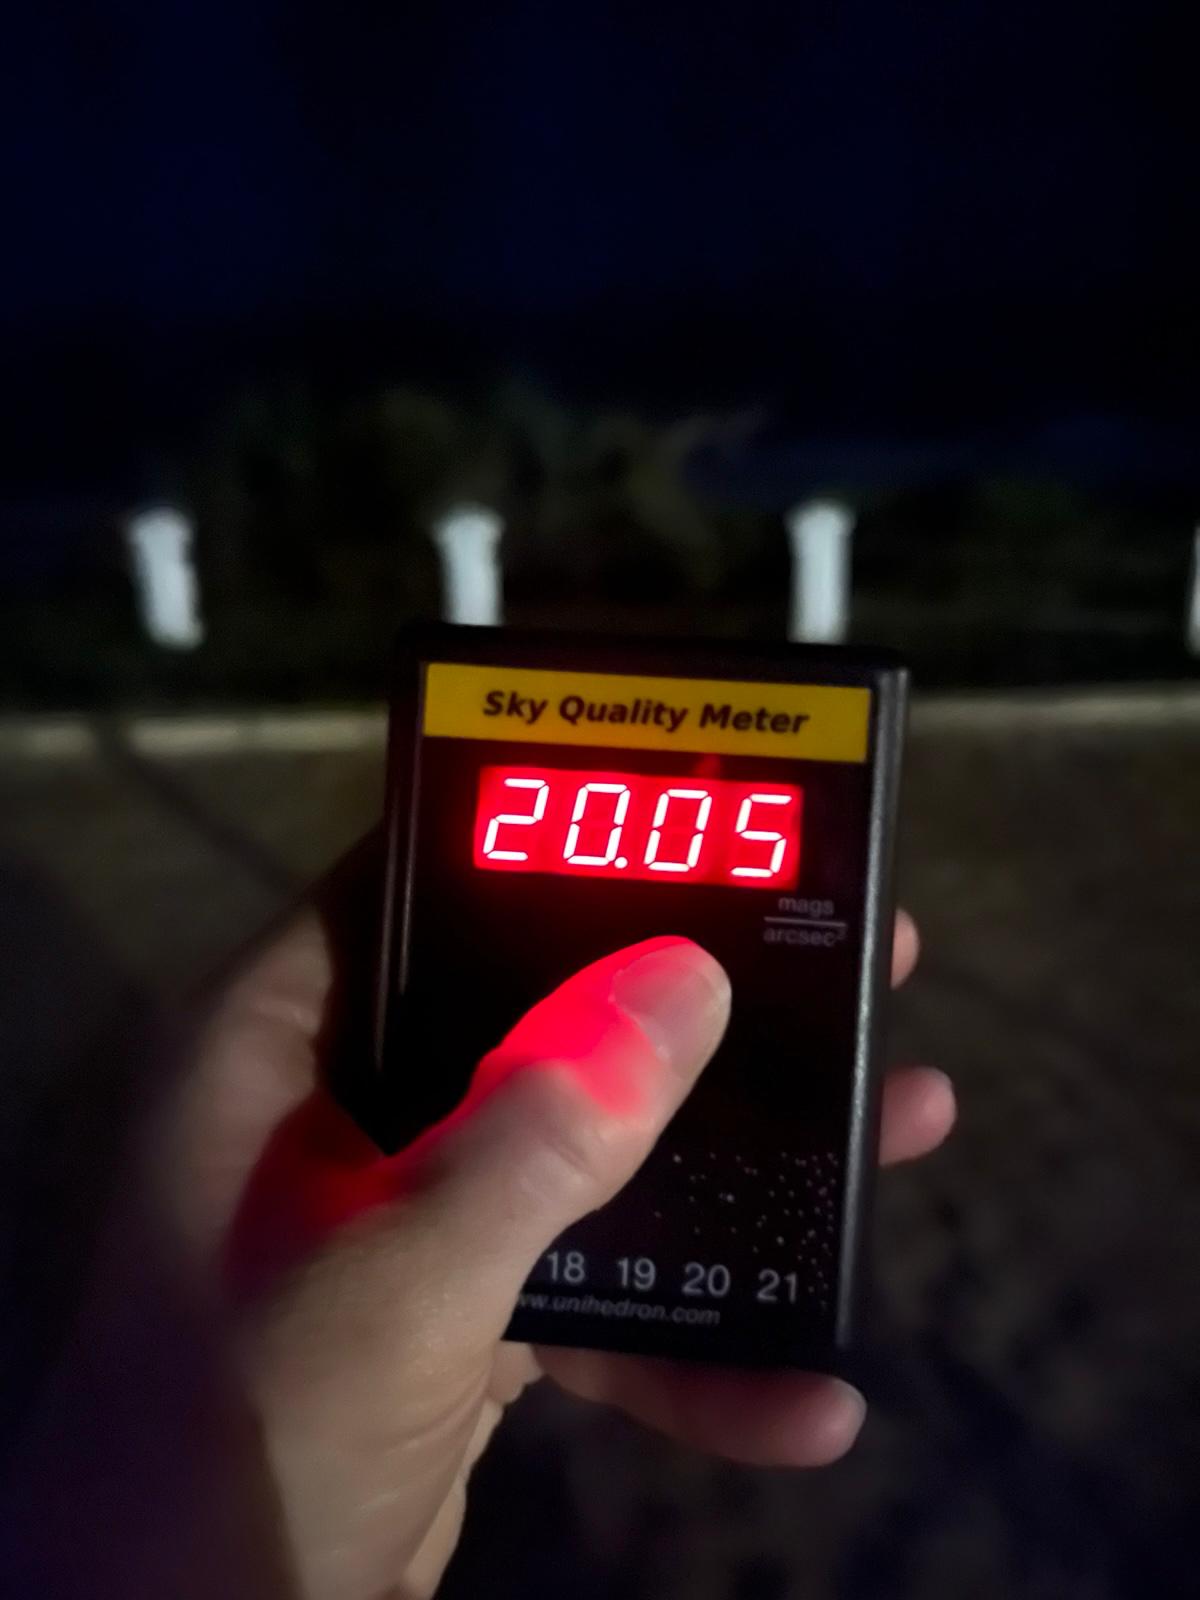 Sky Quality Meter
20.05
mags
arcsec²
18 19 20 21
www.unihedron.com